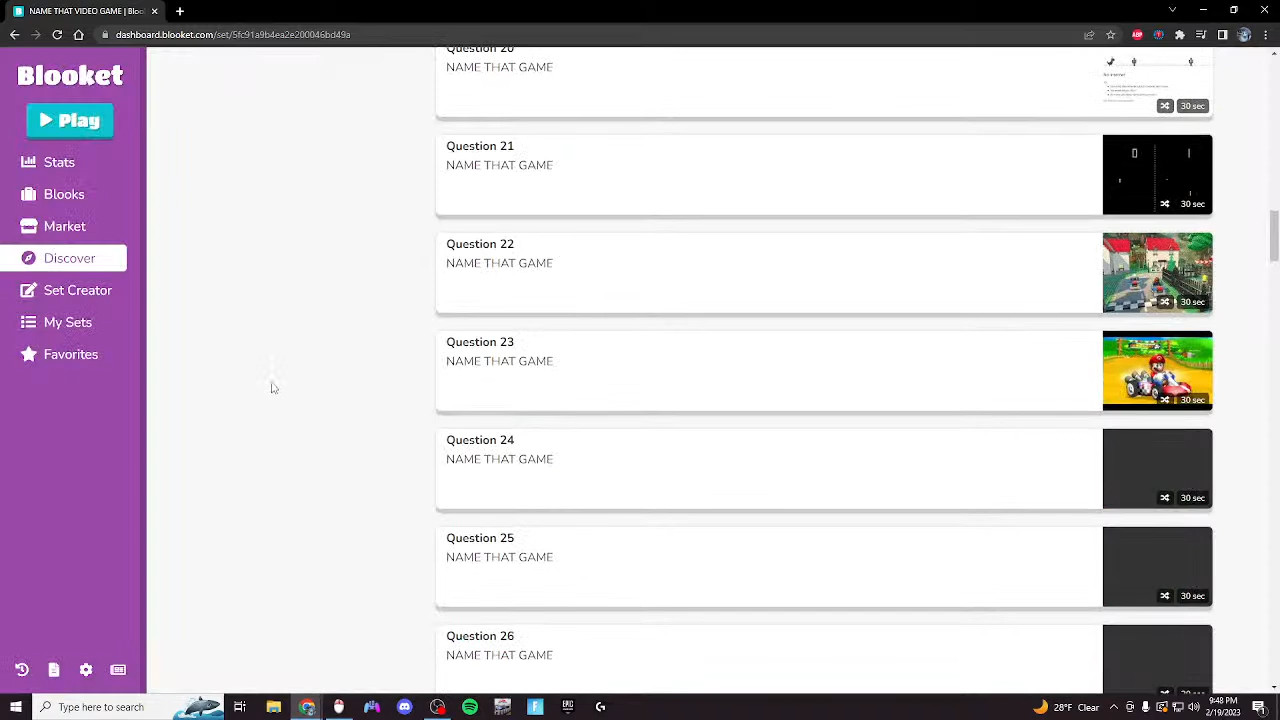 NAME THAT VIDEO GAME | Bool
dashboard.blooket.com/set/
Blooket
Play
Stats
Blooks
Market
Discover
Set Creator
My Sets
Favorites
Question 20
NAME THAT GAME
30 sec
Question 21
NAME THAT GAME
30 sec
Question 22
NAME THAT GAME
30 sec
Question 23
NAME THAT GAME
30 sec
Question 24
NAME THAT GAME
30 sec
Question 25
NAME THAT GAME
30 sec
Question 26
NAME THAT GAME
30 sec
Type here to search
28°F
9:48 PM
2/19/2023